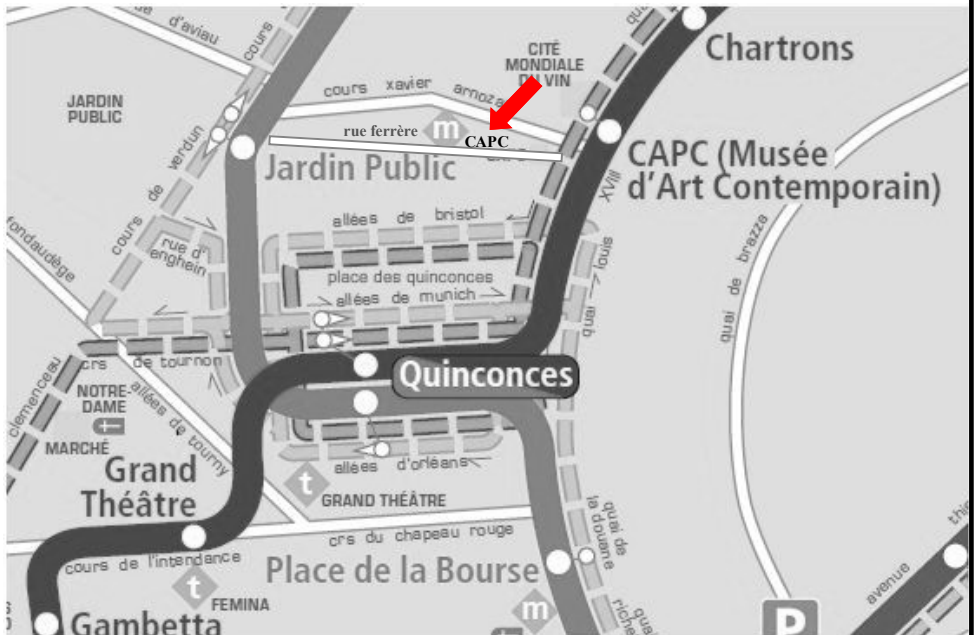 d'aviau
cours
CITÉ
MONDIALE
DU VIN
Chartrons
JARDIN
PUBLIC
cours xavier arnozan
rue ferrère
m
CAPC
Jardin Public
CAPC (Musée
d'Art Contemporain)
cours de verdun
XVIII
fondaudège
rue d'
enghein
allées de bristol
place des quinconces
allées de munich
quai louis
quai de brazza
Quinconces
clemenceau
crs de tournon
NOTRE-
DAME
MARCHÉ
allées de tourny
Grand
Théâtre
allées d'orléans
t
GRAND THÉÂTRE
crs du chapeau rouge
cours de l'intendance
quai de
la douane
Place de la Bourse
t
FEMINA
m
riche
quai
avenue
thie
P
Gambetta